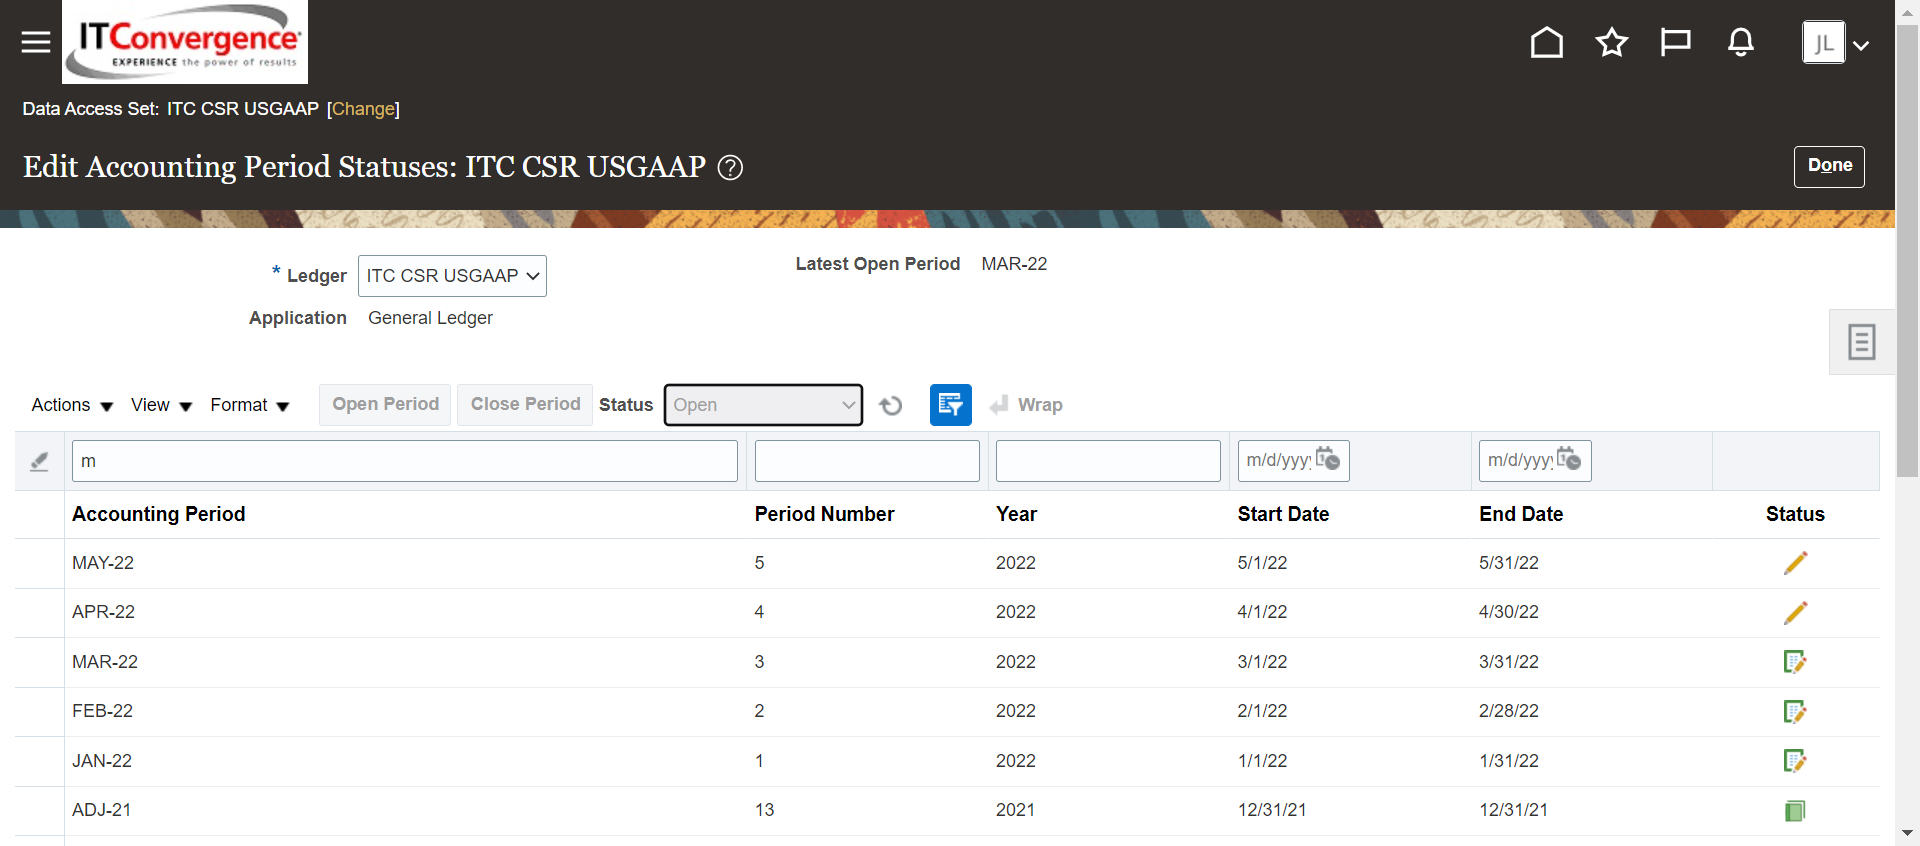 ITConvergence
EXPERIENCE the power of results
JL
Data Access Set: ITC CSR USGAAP [Change]
Edit Accounting Period Statuses: ITC CSR USGAAP ?
Done
* Ledger ITC CSR USGAAP
Latest Open Period MAR-22
Application General Ledger
Actions View Format Open Period Close Period Status Open Wrap
m m/d/yyy m/d/yyy
Accounting Period Period Number Year Start Date End Date Status
MAY-22 5 2022 5/1/22 5/31/22
APR-22 4 2022 4/1/22 4/30/22
MAR-22 3 2022 3/1/22 3/31/22
FEB-22 2 2022 2/1/22 2/28/22
JAN-22 1 2022 1/1/22 1/31/22
ADJ-21 13 2021 12/31/21 12/31/21